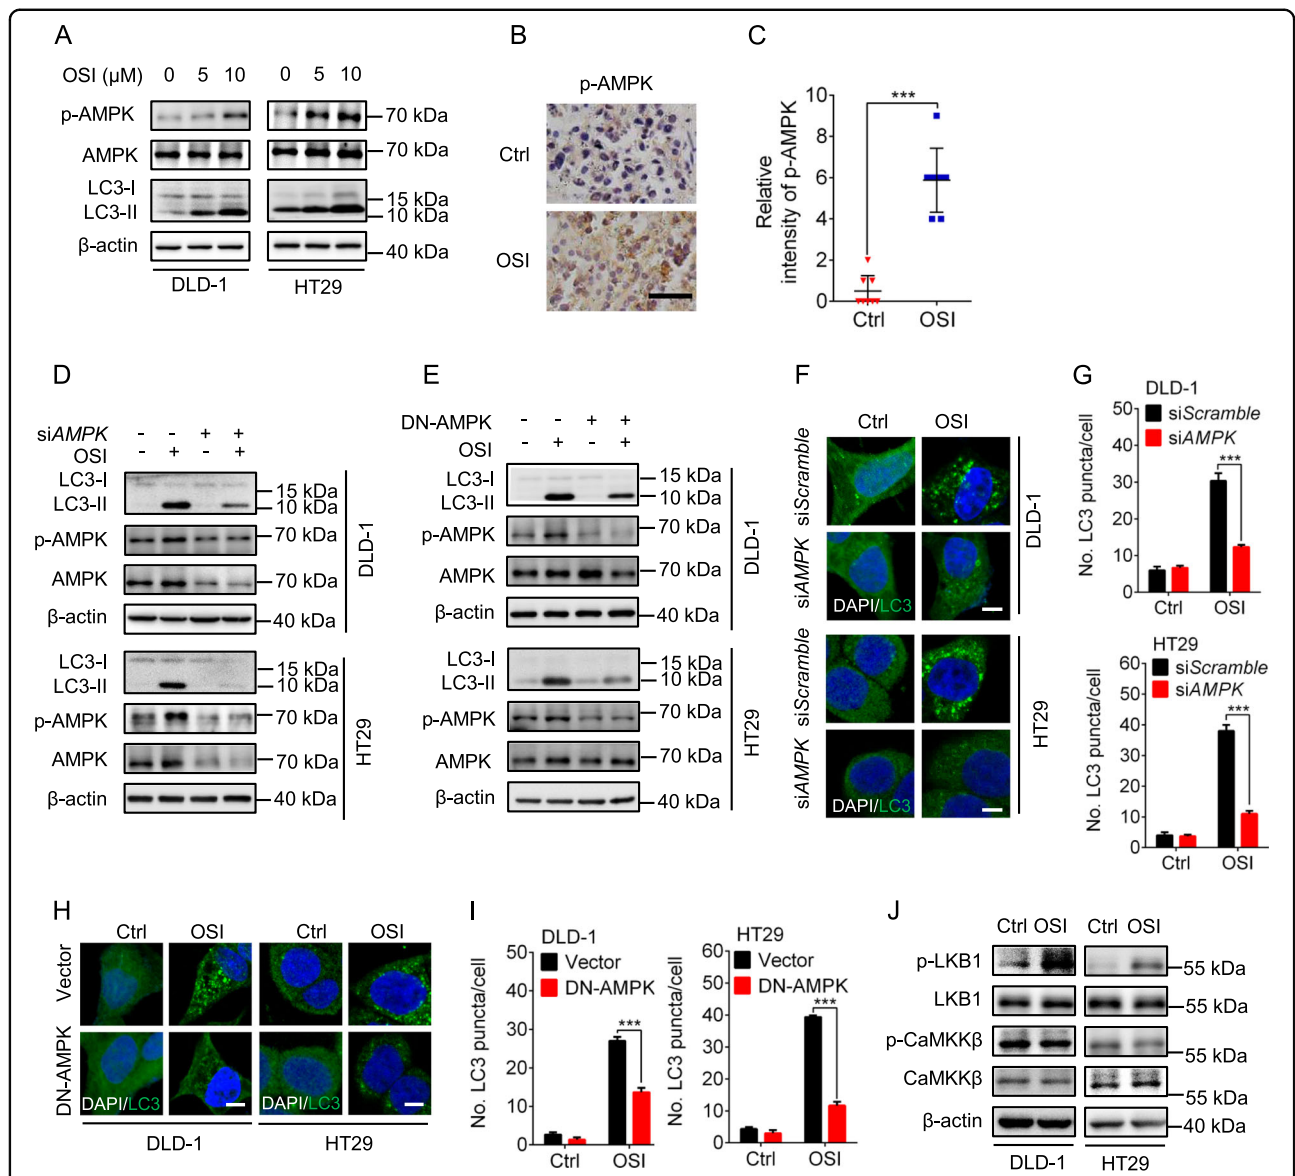 A
OSI (µM) 0 5 10 0 5 10
p-AMPK 70 kDa
AMPK 70 kDa
LC3-I 15 kDa
LC3-II 10 kDa
β-actin 40 kDa
DLD-1 HT29
B
p-AMPK
Ctrl
OSI
C
Relative
intensity of p-AMPK
10
8
6
4
2
0
***
Ctrl OSI
D
siAMPK - - + +
OSI - + - +
LC3-I 15 kDa
LC3-II 10 kDa
p-AMPK 70 kDa
AMPK 70 kDa
β-actin 40 kDa
DLD-1
LC3-I 15 kDa
LC3-II 10 kDa
p-AMPK 70 kDa
AMPK 70 kDa
β-actin 40 kDa
HT29
E
DN-AMPK - - + +
OSI - + - +
LC3-I 15 kDa
LC3-II 10 kDa
p-AMPK 70 kDa
AMPK 70 kDa
β-actin 40 kDa
DLD-1
LC3-I 15 kDa
LC3-II 10 kDa
p-AMPK 70 kDa
AMPK 70 kDa
β-actin 40 kDa
HT29
F
Ctrl OSI
siScramble
siAMPK
DAPI/LC3
DLD-1
siScramble
siAMPK
DAPI/LC3
HT29
G
DLD-1
siScramble
siAMPK
No. LC3 puncta/cell
50
40
30
20
10
0
***
Ctrl OSI
HT29
siScramble
siAMPK
No. LC3 puncta/cell
60
50
40
30
20
10
0
***
Ctrl OSI
H
Ctrl OSI Ctrl OSI
Vector
DN-AMPK
DAPI/LC3 DAPI/LC3
DLD-1 HT29
I
DLD-1
Vector
DN-AMPK
No. LC3 puncta/cell
50
40
30
20
10
0
***
Ctrl OSI
HT29
Vector
DN-AMPK
No. LC3 puncta/cell
60
50
40
30
20
10
0
***
Ctrl OSI
J
Ctrl OSI Ctrl OSI
p-LKB1 55 kDa
LKB1 55 kDa
p-CaMKKβ 55 kDa
CaMKKβ 55 kDa
β-actin 40 kDa
DLD-1 HT29